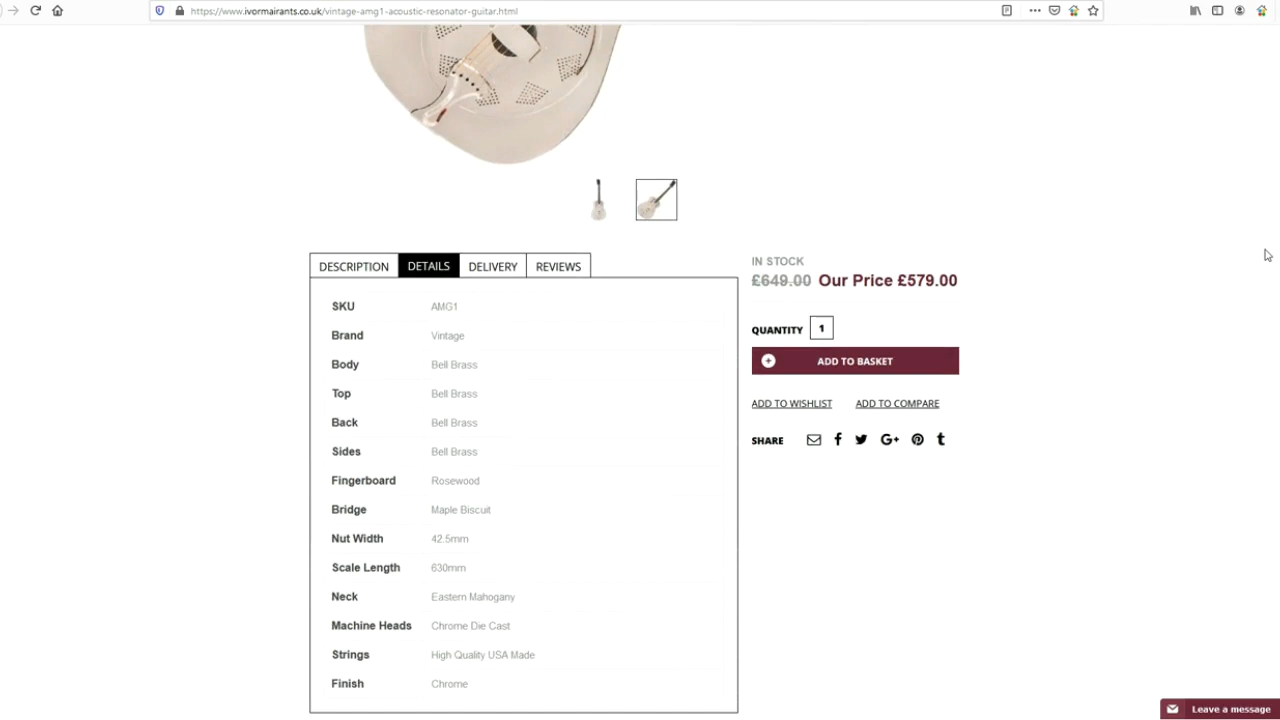 https://www.ivormairants.co.uk/vintage-amg1-acoustic-resonator-guitar.html
DESCRIPTION DETAILS DELIVERY REVIEWS
SKU AMG1
Brand Vintage
Body Bell Brass
Top Bell Brass
Back Bell Brass
Sides Bell Brass
Fingerboard Rosewood
Bridge Maple Biscuit
Nut Width 42.5mm
Scale Length 630mm
Neck Eastern Mahogany
Machine Heads Chrome Die Cast
Strings High Quality USA Made
Finish Chrome
IN STOCK
£649.00 Our Price £579.00
QUANTITY 1
ADD TO BASKET
ADD TO WISHLIST ADD TO COMPARE
SHARE
Leave a message